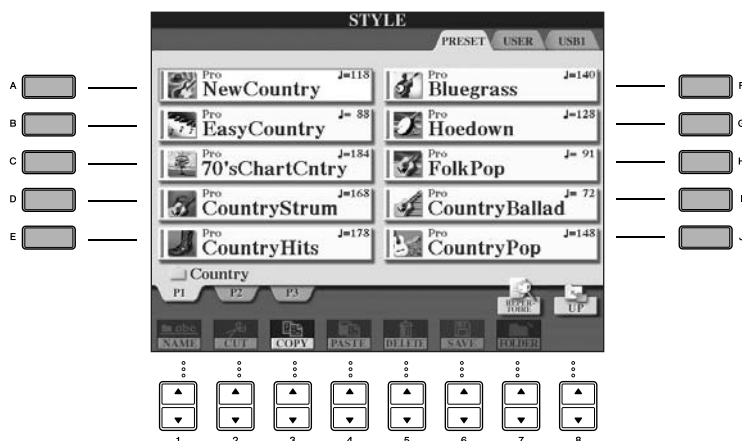 STYLE
PRESET USER USB1
A
Pro ♩=118
NewCountry
Pro ♩=140
Bluegrass
F
B
Pro ♩= 88
EasyCountry
Pro ♩=128
Hoedown
G
C
Pro ♩=184
70'sChartCntry
Pro ♩= 91
FolkPop
H
D
Pro ♩=168
CountryStrum
Pro ♩= 72
CountryBallad
I
E
Pro ♩=178
CountryHits
Pro ♩=148
CountryPop
J
Country
P1 P2 P3
REPER-
TOIRE
UP
abc
NAME CUT COPY PASTE DELETE SAVE FOLDER
1 2 3 4 5 6 7 8